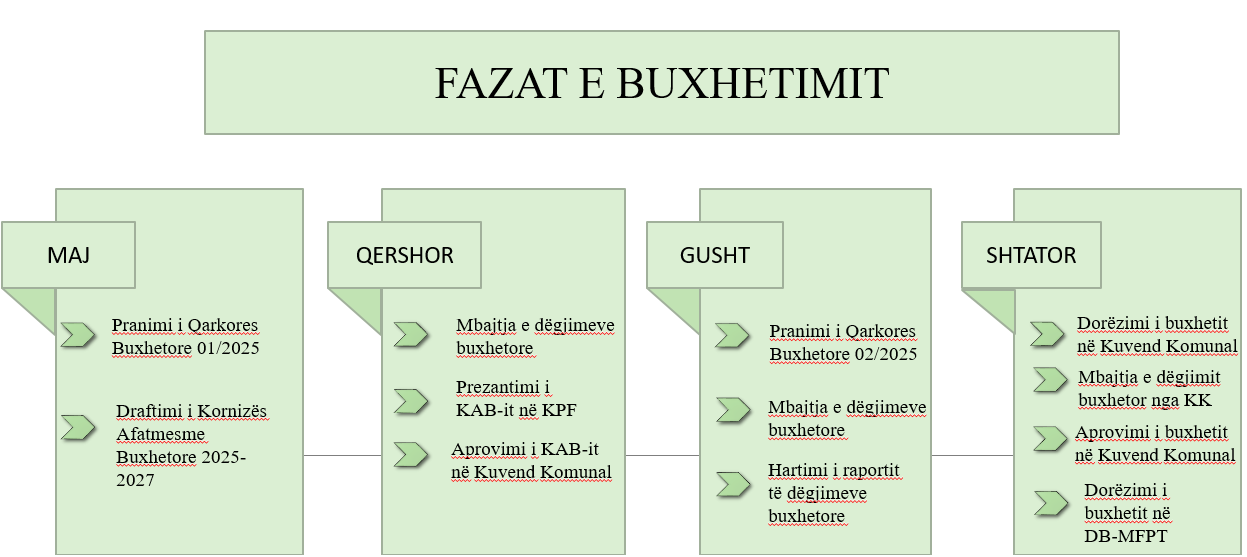 FAZAT E BUXHETIMIT
MAJ
Pranimi i Qarkores
Buxhetore 01/2025
Draftimi i Kornizës
Afatmesme
Buxhetore 2025-
2027
QERSHOR
Mbajtja e dëgjimeve
buxhetore
Prezantimi i
KAB-it në KPF
Aprovimi i KAB-it
në Kuvend Komunal
GUSHT
Pranimi i Qarkores
Buxhetore 02/2025
Mbajtja e dëgjimeve
buxhetore
Hartimi i raportit
të dëgjimeve
buxhetore
SHTATOR
Dorëzimi i buxhetit
në Kuvend Komunal
Mbajtja e dëgjimit
buxhetor nga KK
Aprovimi i buxhetit
në Kuvend Komunal
Dorëzimi i
buxhetit në
DB-MFPT